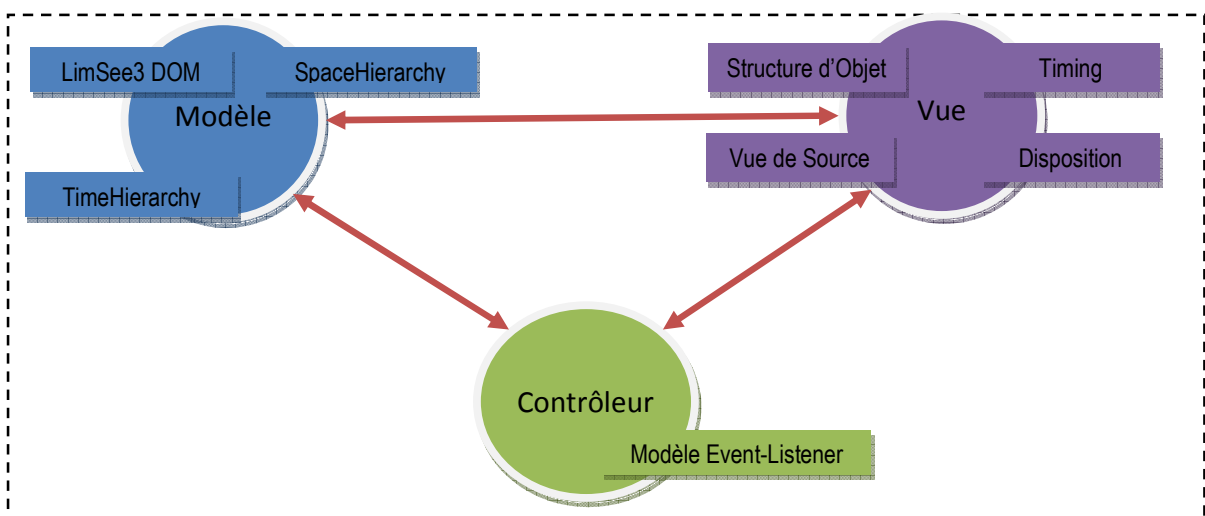 LimSee3 DOM
SpaceHierarchy
Modèle
TimeHierarchy
Structure d'Objet
Timing
Vue
Vue de Source
Disposition
Contrôleur
Modèle Event-Listener